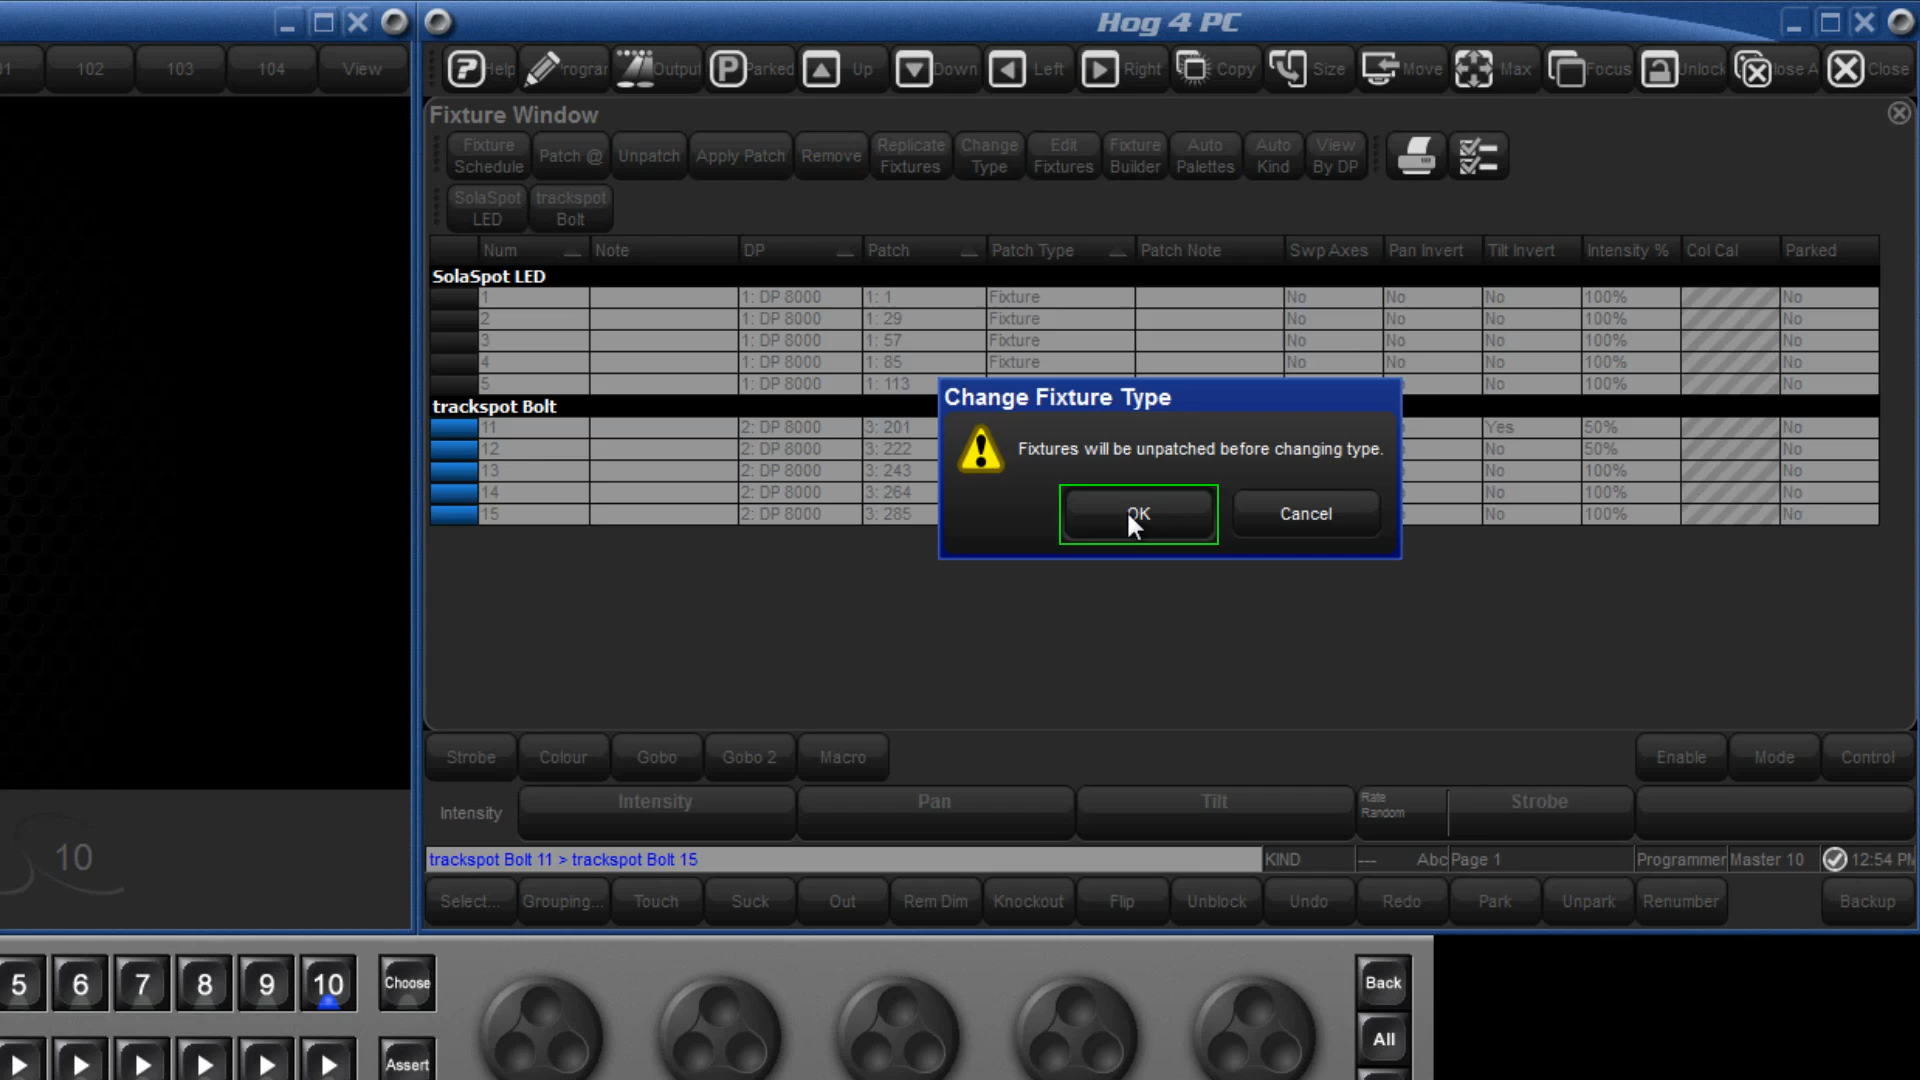 Hog 4 PC
01 102 103 104 View
Help Program Output Parked Up Down Left Right Copy Size Move Max Focus Unlock Close A Close
Fixture Window
Fixture Schedule Patch @ Unpatch Apply Patch Remove Replicate Fixtures Change Type Edit Fixtures Fixture Builder Auto Palettes Auto Kind View By DP
SolaSpot LED trackspot Bolt
Num Note DP Patch Patch Type Patch Note Swp Axes Pan Invert Tilt Invert Intensity % Col Cal Parked
SolaSpot LED
1 1: DP 8000 1: 1 Fixture No No No 100% No
2 1: DP 8000 1: 29 Fixture No No No 100% No
3 1: DP 8000 1: 57 Fixture No No No 100% No
4 1: DP 8000 1: 85 Fixture No No No 100% No
5 1: DP 8000 1: 113 No 100% No
Change Fixture Type
trackspot Bolt
11 2: DP 8000 3: 201 Yes 50% No
12 2: DP 8000 3: 222 No 50% No
Fixtures will be unpatched before changing type.
13 2: DP 8000 3: 243 No 100% No
14 2: DP 8000 3: 264 No 100% No
15 2: DP 8000 3: 285 No 100% No
OK Cancel
Strobe Colour Gobo Gobo 2 Macro Enable Mode Control
Intensity Intensity Pan Tilt Rate Random Strobe
10
trackspot Bolt 11 > trackspot Bolt 15 KIND --- Abc Page 1 Programmer Master 10 12:54 PM
Select... Grouping... Touch Suck Out Rem Dim Knockout Flip Unblock Undo Redo Park Unpark Renumber Backup
5 6 7 8 9 10 Choose Back
All
Assert